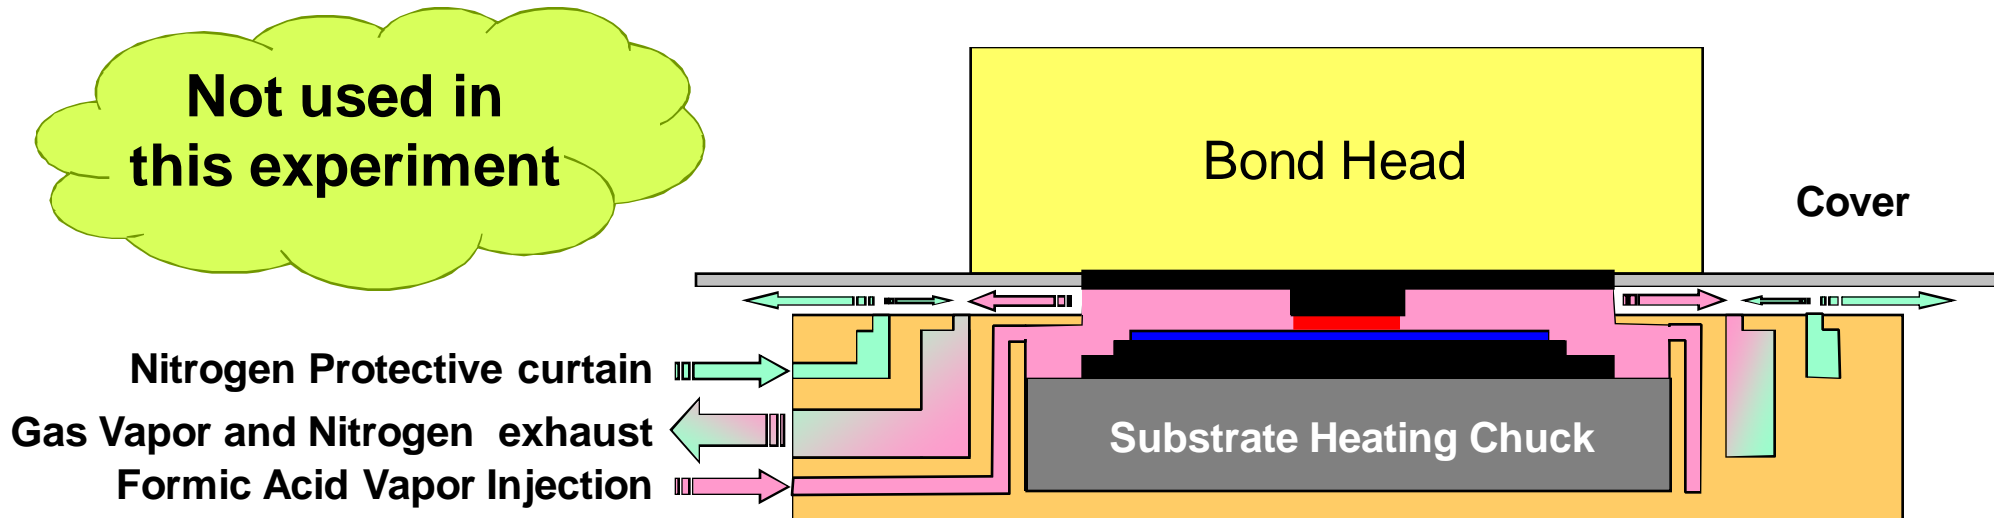 Not used in
this experiment
Bond Head
Cover
Nitrogen Protective curtain
Gas Vapor and Nitrogen exhaust
Formic Acid Vapor Injection
Substrate Heating Chuck